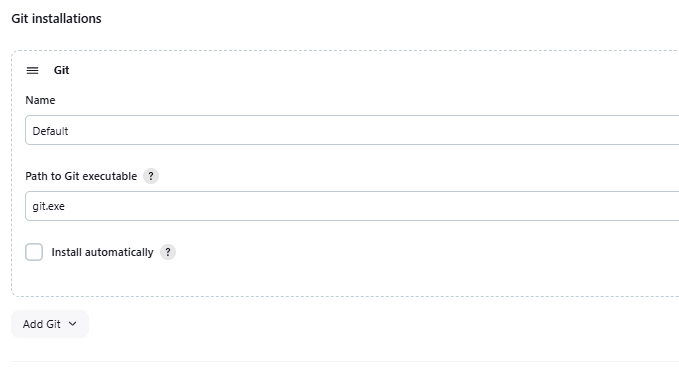 Git installations
Git
Name
Default
Path to Git executable ?
git.exe
Install automatically ?
Add Git